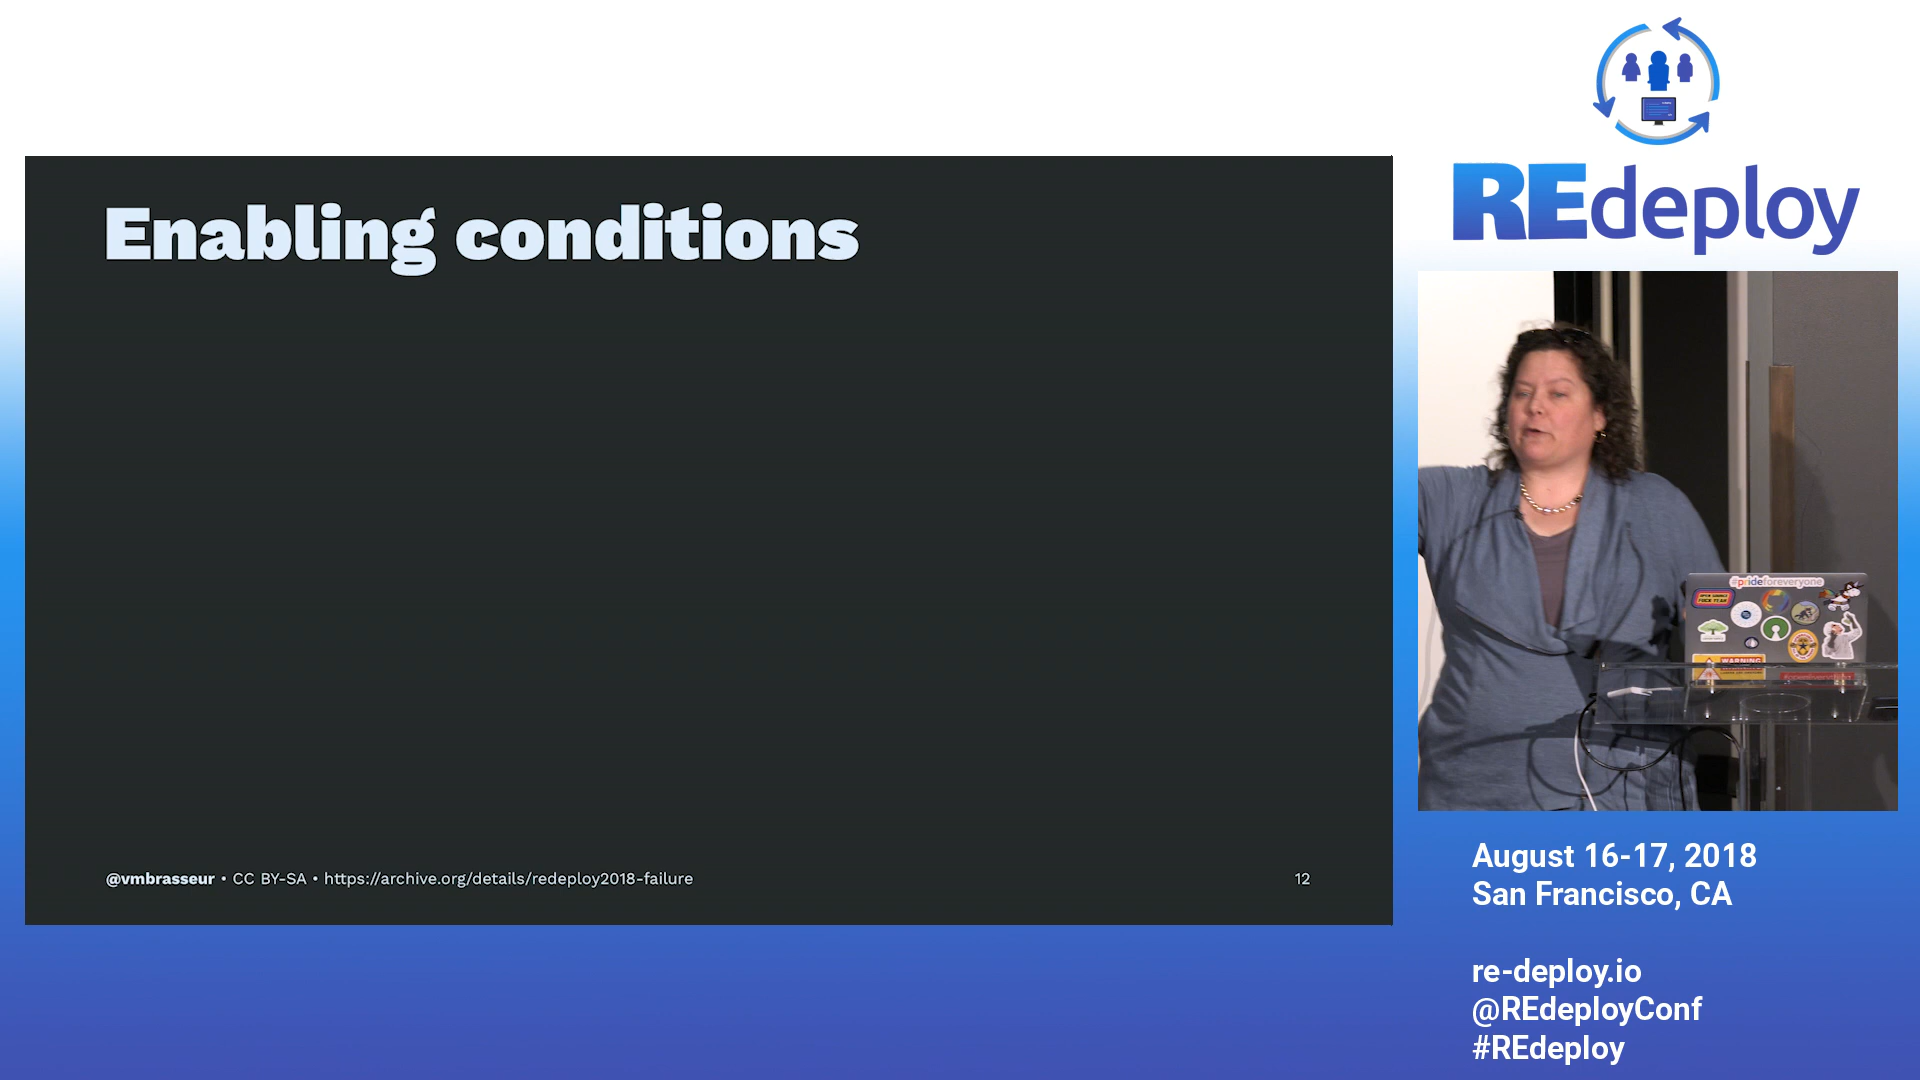 Enabling conditions
@vmbrasseur • CC BY-SA • https://archive.org/details/redeploy2018-failure
12
REdeploy
#prideforeveryone
WARNING
August 16-17, 2018
San Francisco, CA
re-deploy.io
@REdeployConf
#REdeploy